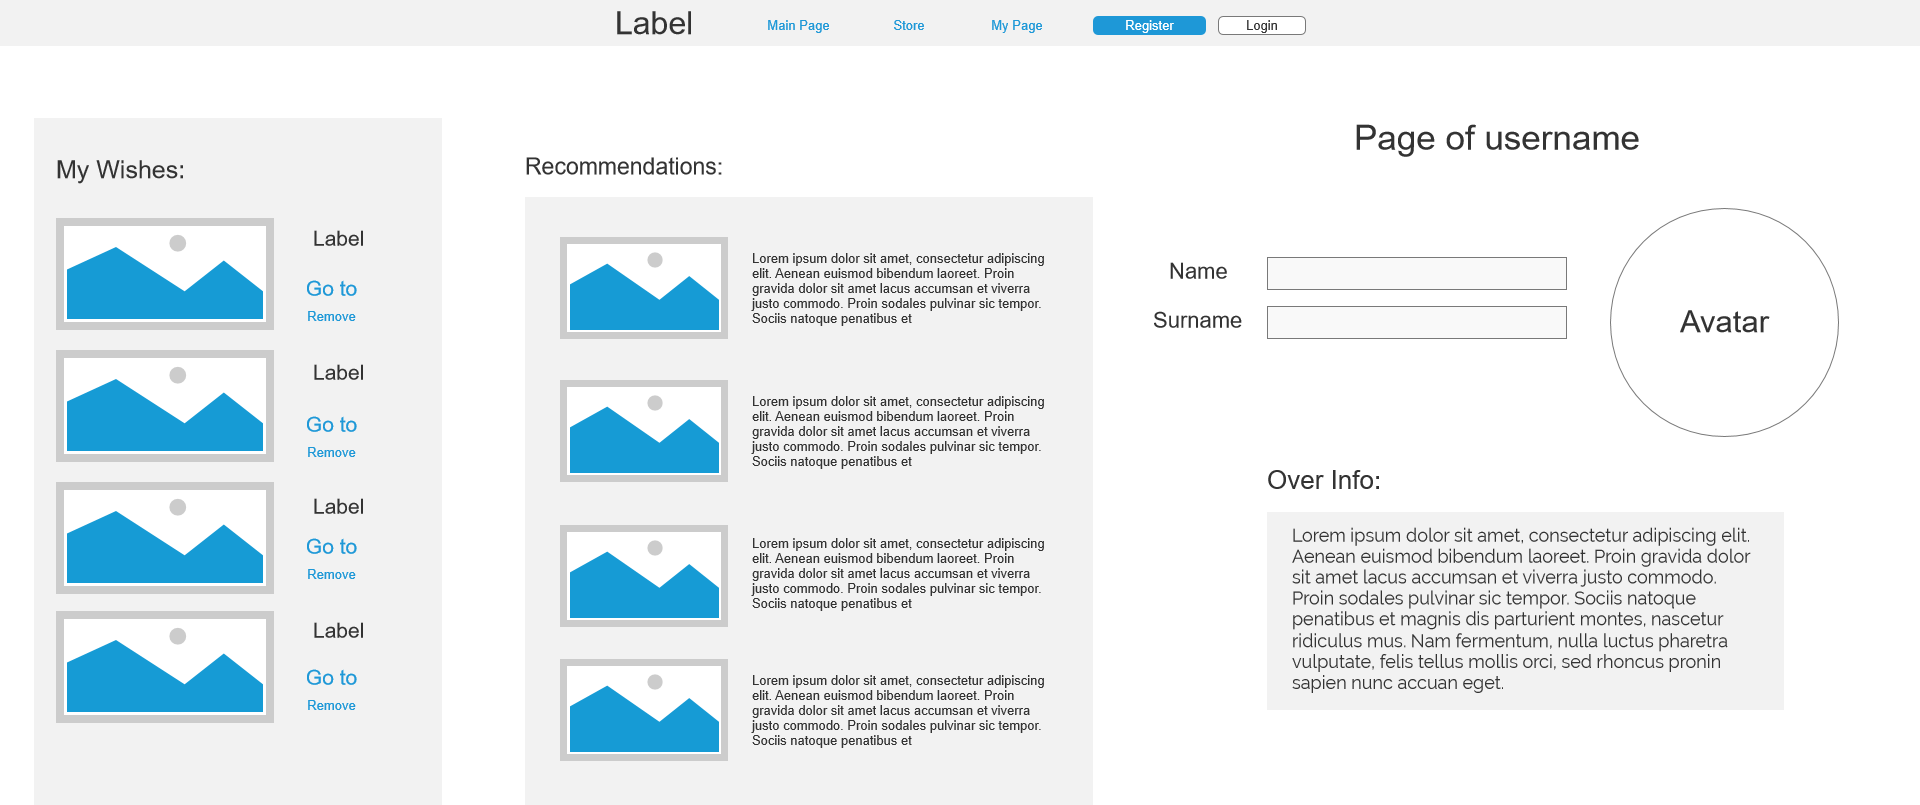 Label
Main Page
Store
My Page
Register
Login
My Wishes:
Label
Go to
Remove
Label
Go to
Remove
Label
Go to
Remove
Label
Go to
Remove
Recommendations:
Lorem ipsum dolor sit amet, consectetur adipiscing
elit. Aenean euismod bibendum laoreet. Proin
gravida dolor sit amet lacus accumsan et viverra
justo commodo. Proin sodales pulvinar sic tempor.
Sociis natoque penatibus et
Lorem ipsum dolor sit amet, consectetur adipiscing
elit. Aenean euismod bibendum laoreet. Proin
gravida dolor sit amet lacus accumsan et viverra
justo commodo. Proin sodales pulvinar sic tempor.
Sociis natoque penatibus et
Lorem ipsum dolor sit amet, consectetur adipiscing
elit. Aenean euismod bibendum laoreet. Proin
gravida dolor sit amet lacus accumsan et viverra
justo commodo. Proin sodales pulvinar sic tempor.
Sociis natoque penatibus et
Lorem ipsum dolor sit amet, consectetur adipiscing
elit. Aenean euismod bibendum laoreet. Proin
gravida dolor sit amet lacus accumsan et viverra
justo commodo. Proin sodales pulvinar sic tempor.
Sociis natoque penatibus et
Page of username
Name
Surname
Avatar
Over Info:
Lorem ipsum dolor sit amet, consectetur adipiscing elit.
Aenean euismod bibendum laoreet. Proin gravida dolor
sit amet lacus accumsan et viverra justo commodo.
Proin sodales pulvinar sic tempor. Sociis natoque
penatibus et magnis dis parturient montes, nascetur
ridiculus mus. Nam fermentum, nulla luctus pharetra
vulputate, felis tellus mollis orci, sed rhoncus pronin
sapien nunc accuan eget.